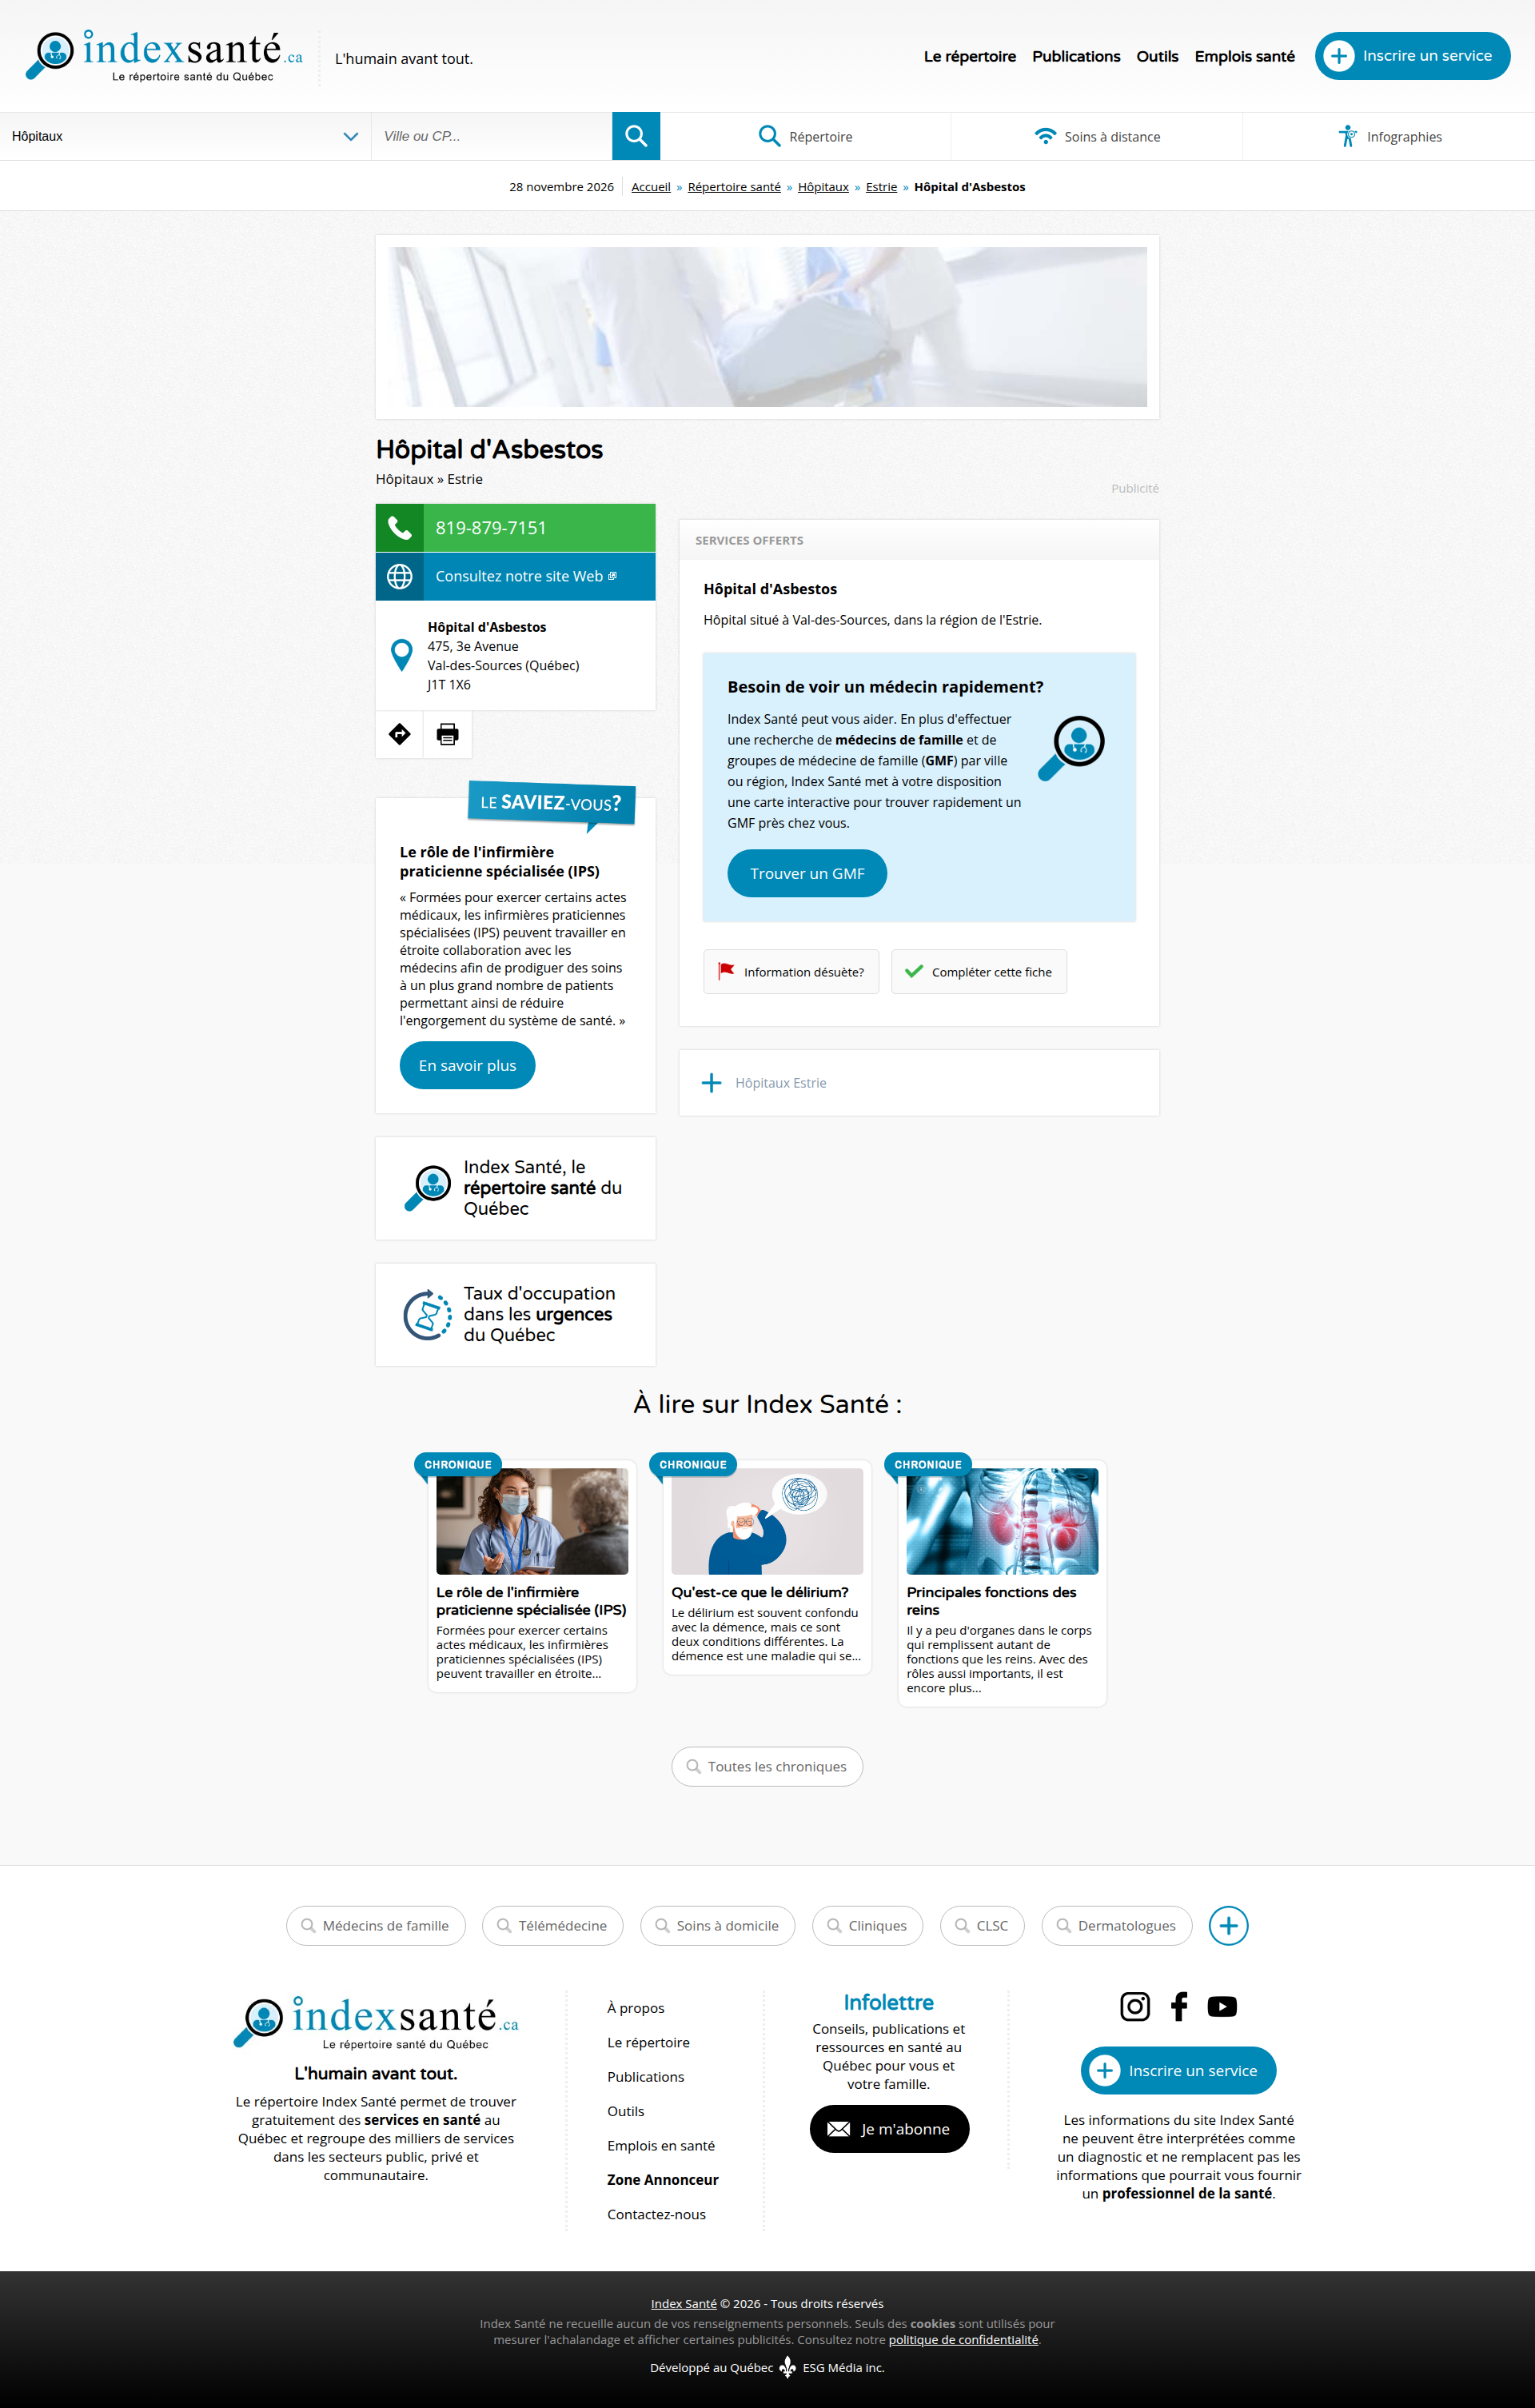 indexsanté.ca
Le répertoire santé du Québec
L'humain avant tout.
Le répertoire
Publications
Outils
Emplois santé
Inscrire un service
Hôpitaux
Ville ou CP...
Répertoire
Soins à distance
Infographies
28 novembre 2026
Accueil » Répertoire santé » Hôpitaux » Estrie » Hôpital d'Asbestos
Hôpital d'Asbestos
Hôpitaux » Estrie
Publicité
819-879-7151
Consultez notre site Web
Hôpital d'Asbestos
475, 3e Avenue
Val-des-Sources (Québec)
J1T 1X6
LE SAVIEZ-VOUS?
Le rôle de l'infirmière
praticienne spécialisée (IPS)
« Formées pour exercer certains actes
médicaux, les infirmières praticiennes
spécialisées (IPS) peuvent travailler en
étroite collaboration avec les
médecins afin de prodiguer des soins
à un plus grand nombre de patients
permettant ainsi de réduire
l'engorgement du système de santé. »
En savoir plus
Index Santé, le
répertoire santé du
Québec
Taux d'occupation
dans les urgences
du Québec
SERVICES OFFERTS
Hôpital d'Asbestos
Hôpital situé à Val-des-Sources, dans la région de l'Estrie.
Besoin de voir un médecin rapidement?
Index Santé peut vous aider. En plus d'effectuer
une recherche de médecins de famille et de
groupes de médecine de famille (GMF) par ville
ou région, Index Santé met à votre disposition
une carte interactive pour trouver rapidement un
GMF près chez vous.
Trouver un GMF
Information désuète?
Compléter cette fiche
Hôpitaux Estrie
À lire sur Index Santé :
CHRONIQUE
Le rôle de l'infirmière
praticienne spécialisée (IPS)
Formées pour exercer certains
actes médicaux, les infirmières
praticiennes spécialisées (IPS)
peuvent travailler en étroite...
CHRONIQUE
Qu'est-ce que le délirium?
Le délirium est souvent confondu
avec la démence, mais ce sont
deux conditions différentes. La
démence est une maladie qui se...
CHRONIQUE
Principales fonctions des
reins
Il y a peu d'organes dans le corps
qui remplissent autant de
fonctions que les reins. Avec des
rôles aussi importants, il est
encore plus...
Toutes les chroniques
Médecins de famille
Télémédecine
Soins à domicile
Cliniques
CLSC
Dermatologues
indexsanté.ca
Le répertoire santé du Québec
L'humain avant tout.
Le répertoire Index Santé permet de trouver
gratuitement des services en santé au
Québec et regroupe des milliers de services
dans les secteurs public, privé et
communautaire.
À propos
Le répertoire
Publications
Outils
Emplois en santé
Zone Annonceur
Contactez-nous
Infolettre
Conseils, publications et
ressources en santé au
Québec pour vous et
votre famille.
Je m'abonne
Inscrire un service
Les informations du site Index Santé
ne peuvent être interprétées comme
un diagnostic et ne remplacent pas les
informations que pourrait vous fournir
un professionnel de la santé.
Index Santé © 2026 - Tous droits réservés
Index Santé ne recueille aucun de vos renseignements personnels. Seuls des cookies sont utilisés pour
mesurer l'achalandage et afficher certaines publicités. Consultez notre politique de confidentialité.
Développé au Québec ESG Média inc.